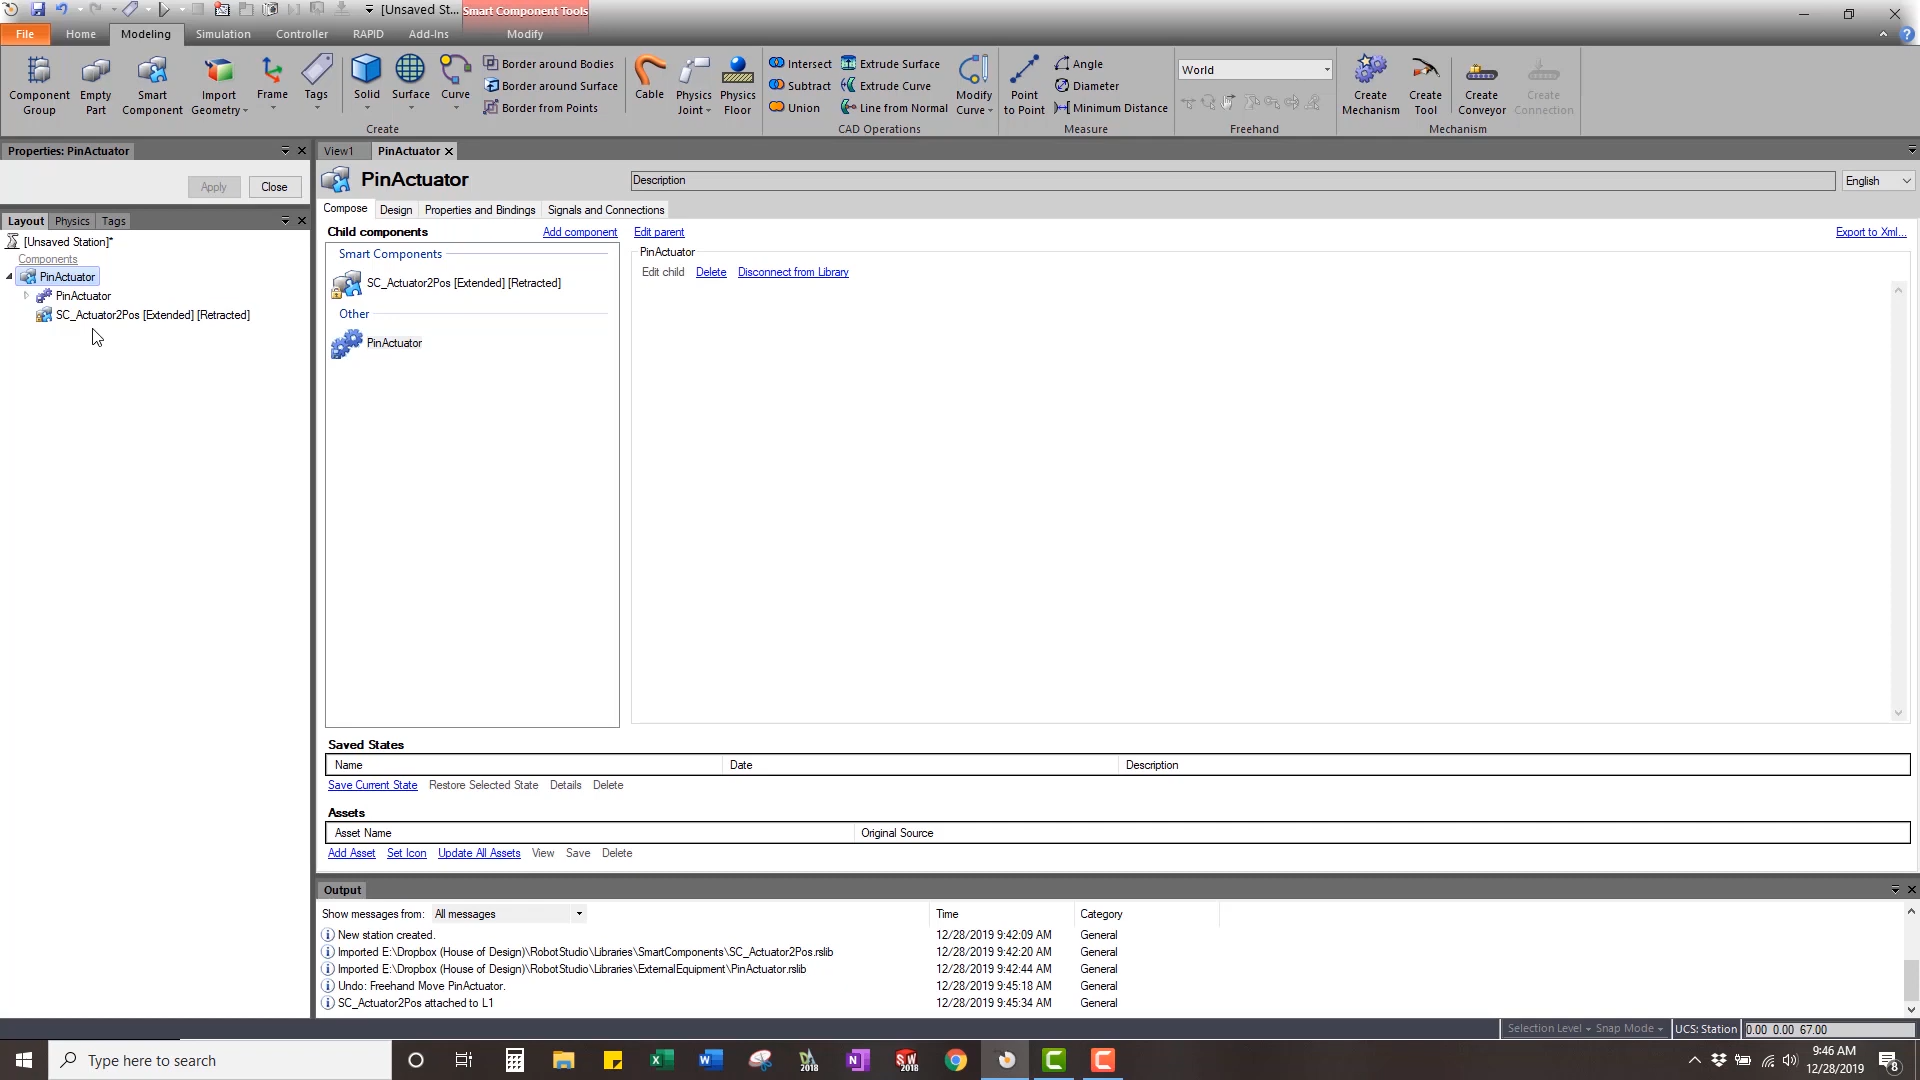 [Unsaved St... Smart Component Tools
File Home Modeling Simulation Controller RAPID Add-Ins Modify
Component Group
Empty Part
Smart Component
Import Geometry
Frame
Tags
Solid
Surface
Curve
Border around Bodies
Border around Surface
Border from Points
Create
Cable
Physics Joint
Physics Floor
Intersect
Subtract
Union
Extrude Surface
Extrude Curve
Line from Normal
Modify Curve
CAD Operations
Point to Point
Angle
Diameter
Minimum Distance
Measure
World
Freehand
Create Mechanism
Create Tool
Create Conveyor
Create Connection
Mechanism
Properties: PinActuator
Apply Close
Layout Physics Tags
[Unsaved Station]*
Components
PinActuator
PinActuator
SC_Actuator2Pos [Extended] [Retracted]
View1 PinActuator
PinActuator Description English
Compose Design Properties and Bindings Signals and Connections
Child components Add component Edit parent Export to Xml...
Smart Components
SC_Actuator2Pos [Extended] [Retracted]
Other
PinActuator
PinActuator
Edit child Delete Disconnect from Library
Saved States
Name Date Description
Save Current State Restore Selected State Details Delete
Assets
Asset Name Original Source
Add Asset Set Icon Update All Assets View Save Delete
Output
Show messages from: All messages Time Category
New station created. 12/28/2019 9:42:09 AM General
Imported E:\Dropbox (House of Design)\RobotStudio\Libraries\SmartComponents\SC_Actuator2Pos.rslib 12/28/2019 9:42:20 AM General
Imported E:\Dropbox (House of Design)\RobotStudio\Libraries\ExternalEquipment\PinActuator.rslib 12/28/2019 9:42:44 AM General
Undo: Freehand Move PinActuator. 12/28/2019 9:45:18 AM General
SC_Actuator2Pos attached to L1 12/28/2019 9:45:34 AM General
Selection Level Snap Mode UCS: Station 0.00 0.00 67.00
Type here to search
2018
2018
9:46 AM
12/28/2019
8